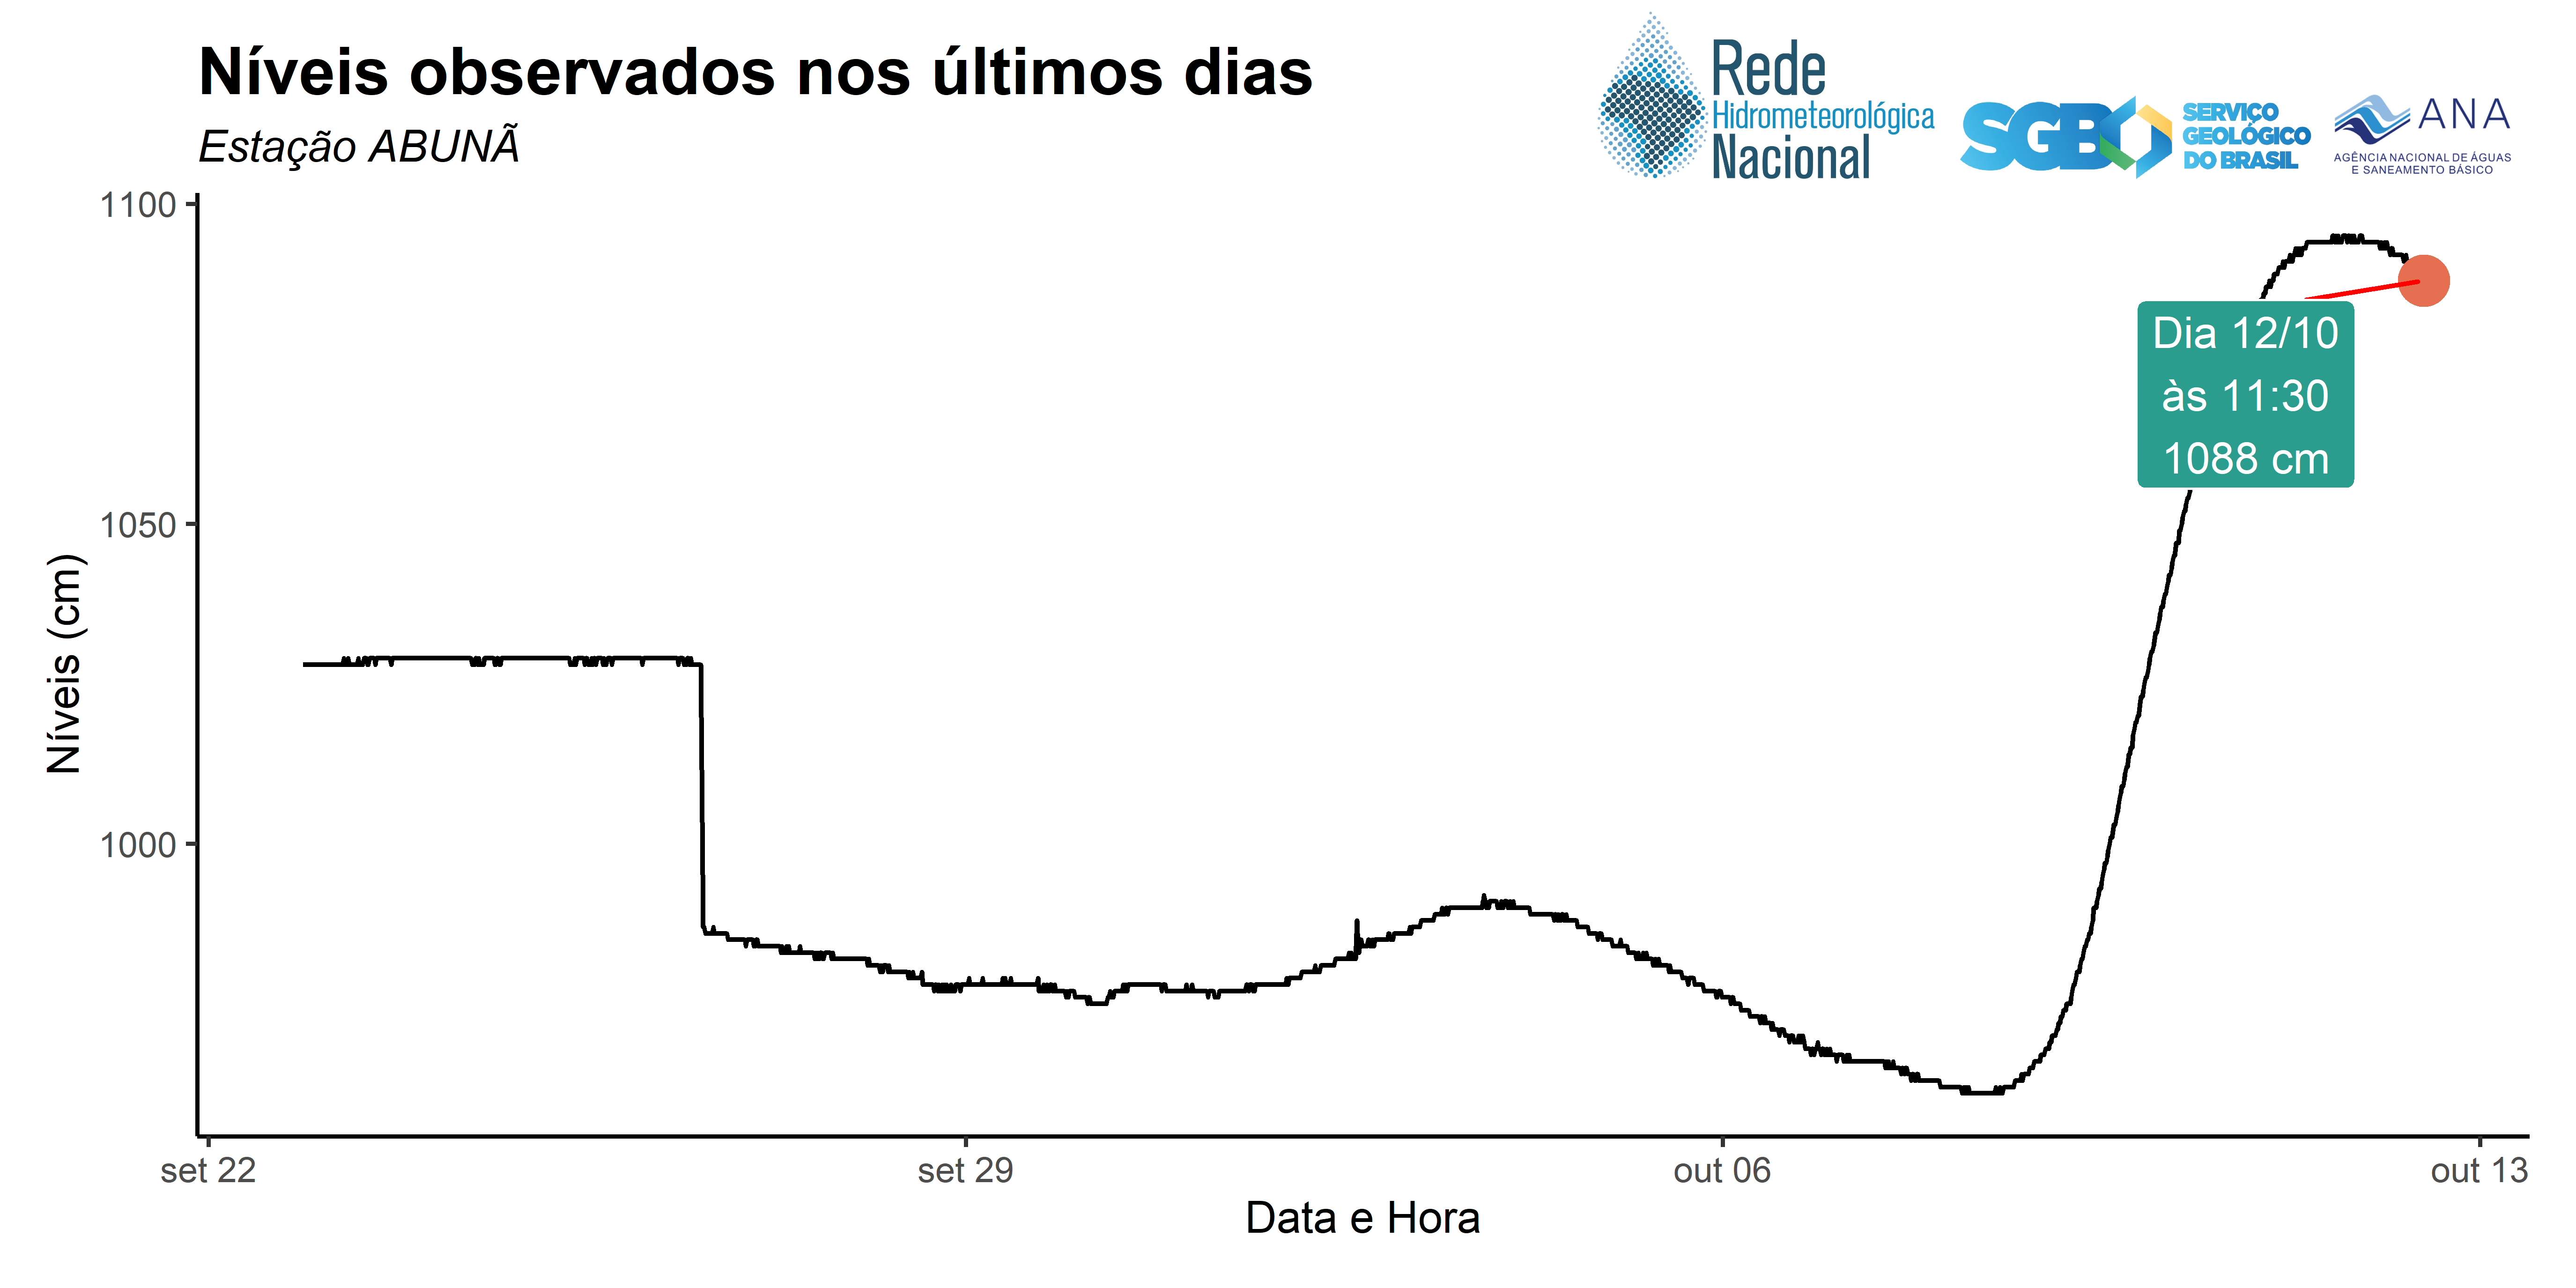 Níveis observados nos últimos dias
Estação ABUNÃ
Rede
Hidrometeorológica
Nacional
SGB
SERVIÇO
GEOLÓGICO
DO BRASIL
ANA
AGÊNCIA NACIONAL DE ÁGUAS
E SANEAMENTO BÁSICO
1100
1050
1000
Níveis (cm)
Dia 12/10
às 11:30
1088 cm
set 22
set 29
out 06
out 13
Data e Hora